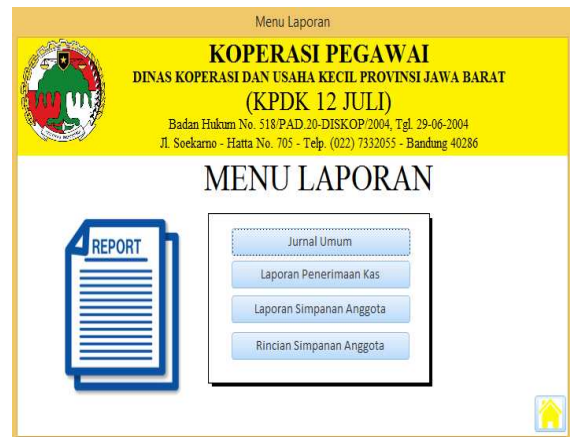 Menu Laporan
KOPERASI PEGAWAI
DINAS KOPERASI DAN USAHA KECIL PROVINSI JAWA BARAT
(KPDK 12 JULI)
Badan Hukum No. 518/PAD.20-DISKOP/2004, Tgl. 29-06-2004
Jl. Soekarno - Hatta No. 705 - Telp. (022) 7332055 - Bandung 40286
MENU LAPORAN
REPORT
Jurnal Umum
Laporan Penerimaan Kas
Laporan Simpanan Anggota
Rincian Simpanan Anggota